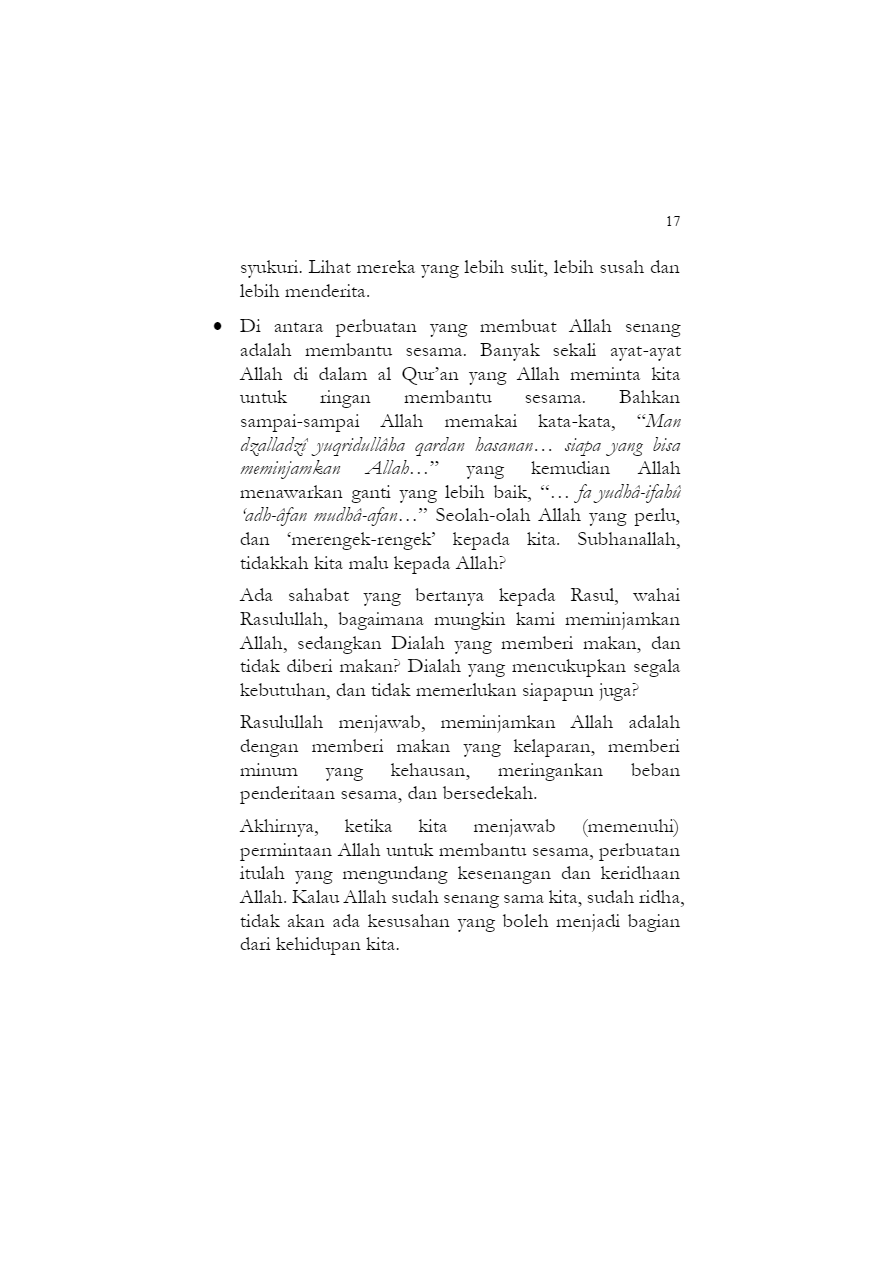 17
syukuri. Lihat mereka yang lebih sulit, lebih susah dan
lebih menderita.
• Di antara perbuatan yang membuat Allah senang
adalah membantu sesama. Banyak sekali ayat-ayat
Allah di dalam al Qur’an yang Allah meminta kita
untuk ringan membantu sesama. Bahkan
sampai-sampai Allah memakai kata-kata, “Man
dzalladzî yuqridullâha qardan hasanan… siapa yang bisa
meminjamkan Allah…” yang kemudian Allah
menawarkan ganti yang lebih baik, “… fa yudhâ-ifahû
‘adh-âfan mudhâ-afan…” Seolah-olah Allah yang perlu,
dan ‘merengek-rengek’ kepada kita. Subhanallah,
tidakkah kita malu kepada Allah?
Ada sahabat yang bertanya kepada Rasul, wahai
Rasulullah, bagaimana mungkin kami meminjamkan
Allah, sedangkan Dialah yang memberi makan, dan
tidak diberi makan? Dialah yang mencukupkan segala
kebutuhan, dan tidak memerlukan siapapun juga?
Rasulullah menjawab, meminjamkan Allah adalah
dengan memberi makan yang kelaparan, memberi
minum yang kehausan, meringankan beban
penderitaan sesama, dan bersedekah.
Akhirnya, ketika kita menjawab (memenuhi)
permintaan Allah untuk membantu sesama, perbuatan
itulah yang mengundang kesenangan dan keridhaan
Allah. Kalau Allah sudah senang sama kita, sudah ridha,
tidak akan ada kesusahan yang boleh menjadi bagian
dari kehidupan kita.